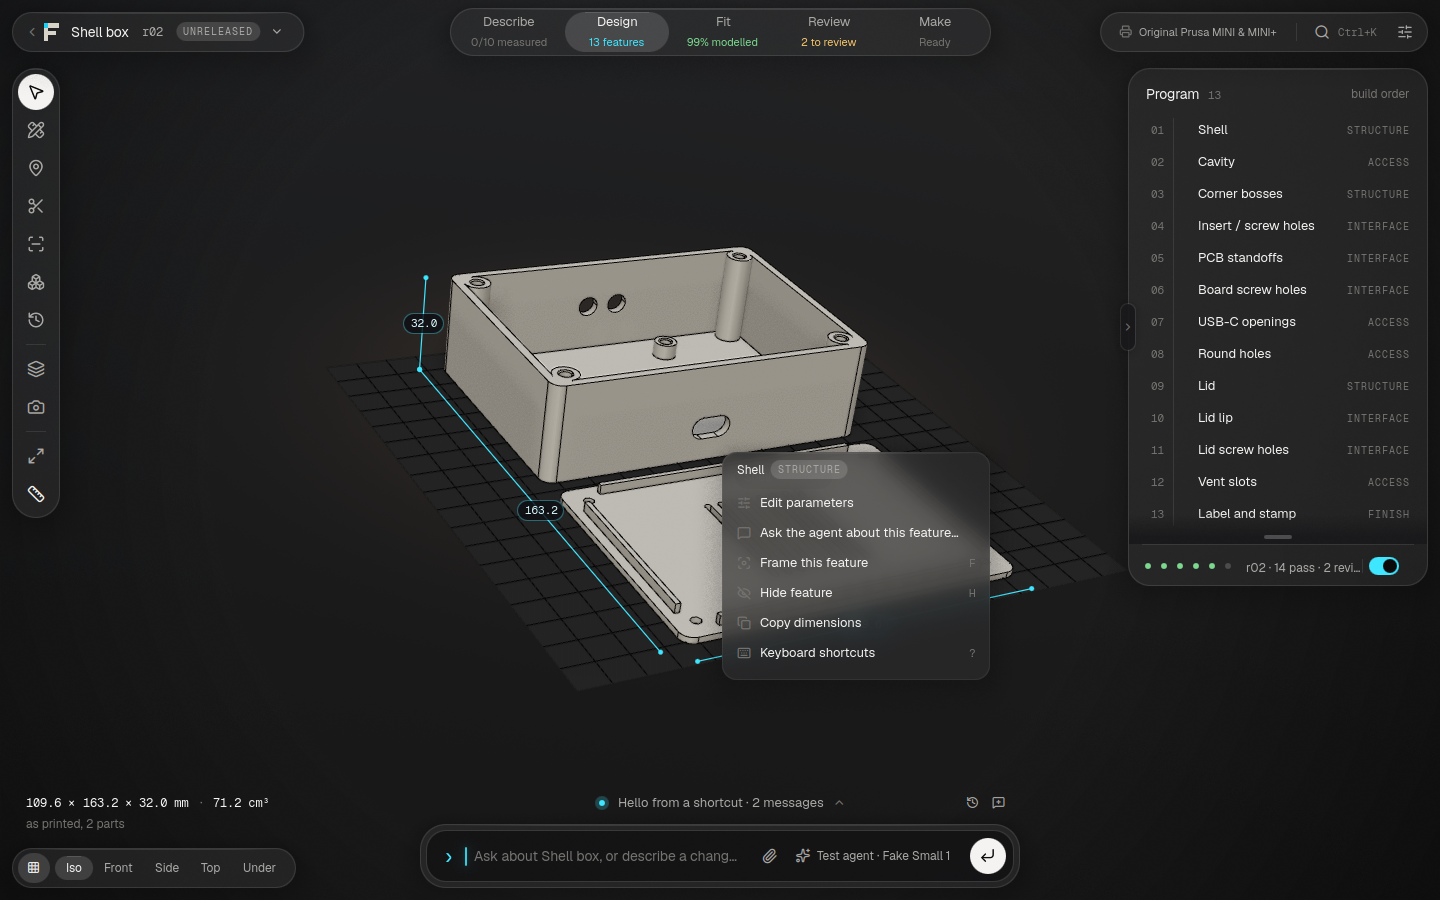 Shell box r02 UNRELEASED
Describe
0/10 measured
Design
13 features
Fit
99% modelled
Review
2 to review
Make
Ready
Original Prusa MINI & MINI+
Ctrl+K
Program 13 build order
01 Shell STRUCTURE
02 Cavity ACCESS
03 Corner bosses STRUCTURE
04 Insert / screw holes INTERFACE
05 PCB standoffs INTERFACE
06 Board screw holes INTERFACE
07 USB-C openings ACCESS
08 Round holes ACCESS
09 Lid STRUCTURE
10 Lid lip INTERFACE
11 Lid screw holes INTERFACE
12 Vent slots ACCESS
13 Label and stamp FINISH
r02 · 14 pass · 2 revi…
32.0
163.2
Shell STRUCTURE
Edit parameters
Ask the agent about this feature…
Frame this feature F
Hide feature H
Copy dimensions
Keyboard shortcuts ?
109.6 × 163.2 × 32.0 mm · 71.2 cm³
as printed, 2 parts
Iso Front Side Top Under
Hello from a shortcut · 2 messages
Ask about Shell box, or describe a chang…
Test agent · Fake Small 1